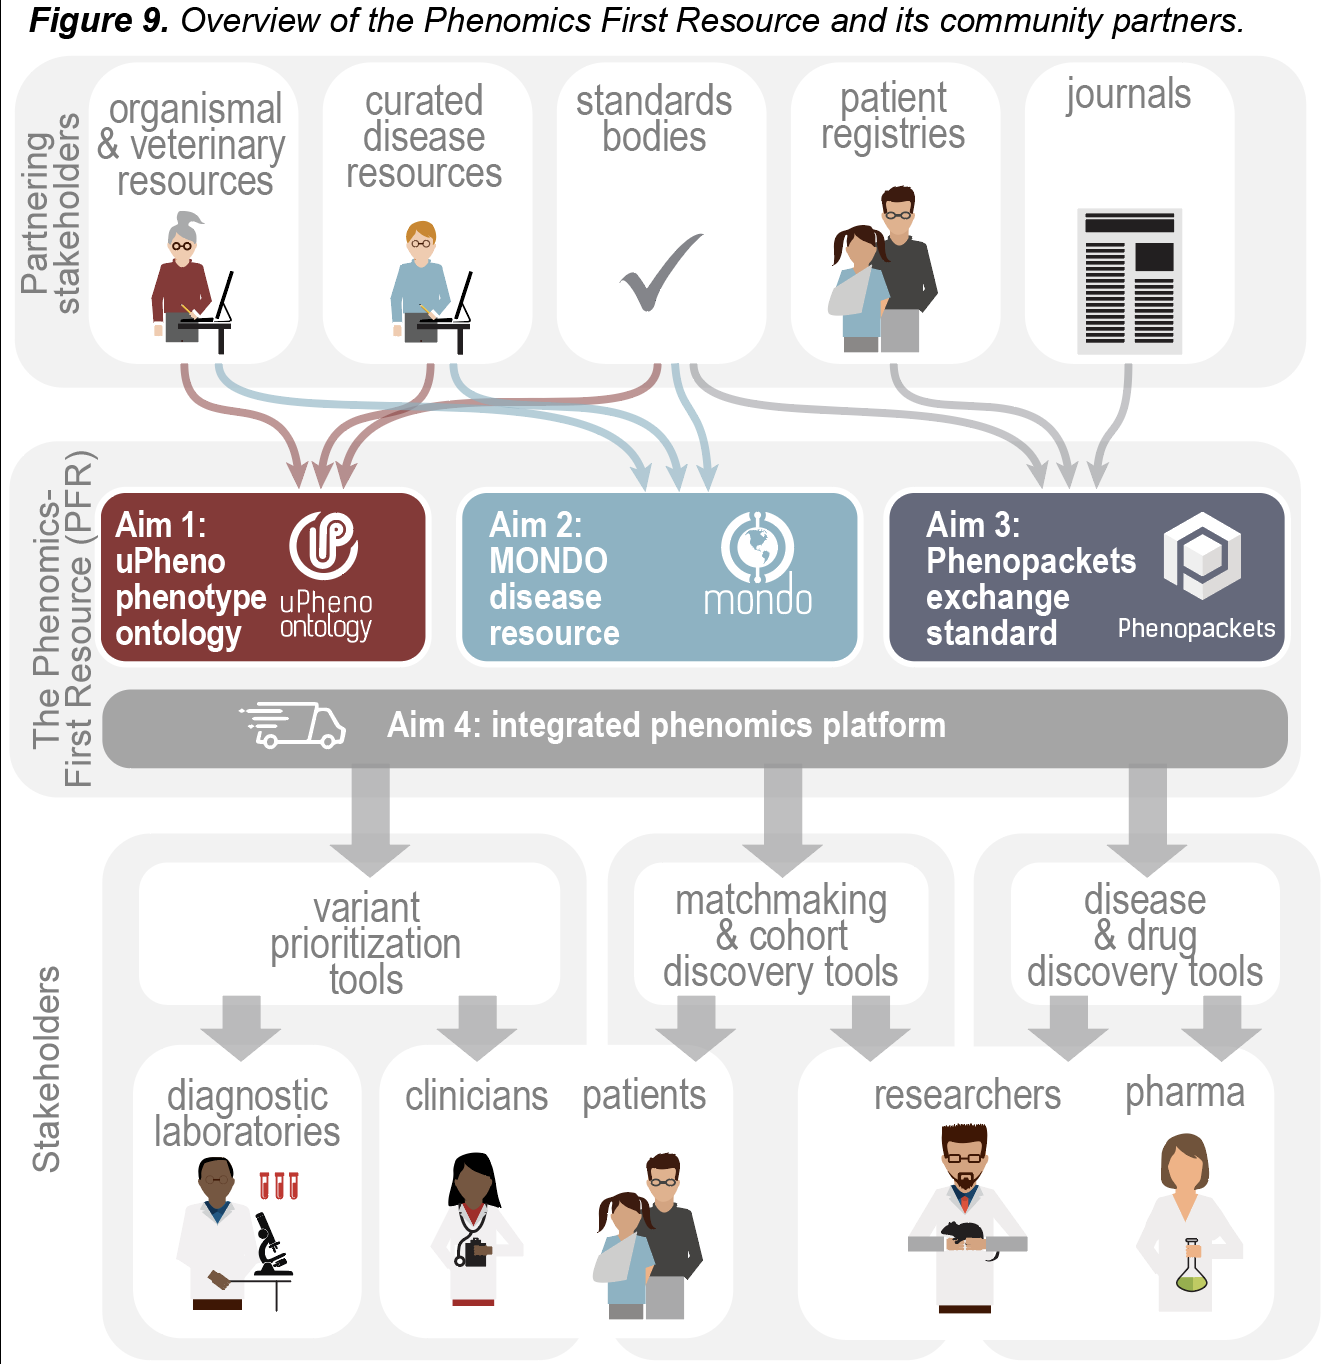 Figure 9. Overview of the Phenomics First Resource and its community partners.
Partnering
stakeholders
organismal
& veterinary
resources
curated
disease
resources
standards
bodies
patient
registries
journals
The Phenomics-
First Resource (PFR)
Aim 1:
uPheno
phenotype
ontology
uPheno
ontology
Aim 2:
MONDO
disease
resource
mondo
Aim 3:
Phenopackets
exchange
standard
Phenopackets
Aim 4: integrated phenomics platform
Stakeholders
variant
prioritization
tools
matchmaking
& cohort
discovery tools
disease
& drug
discovery tools
diagnostic
laboratories
clinicians
patients
researchers
pharma